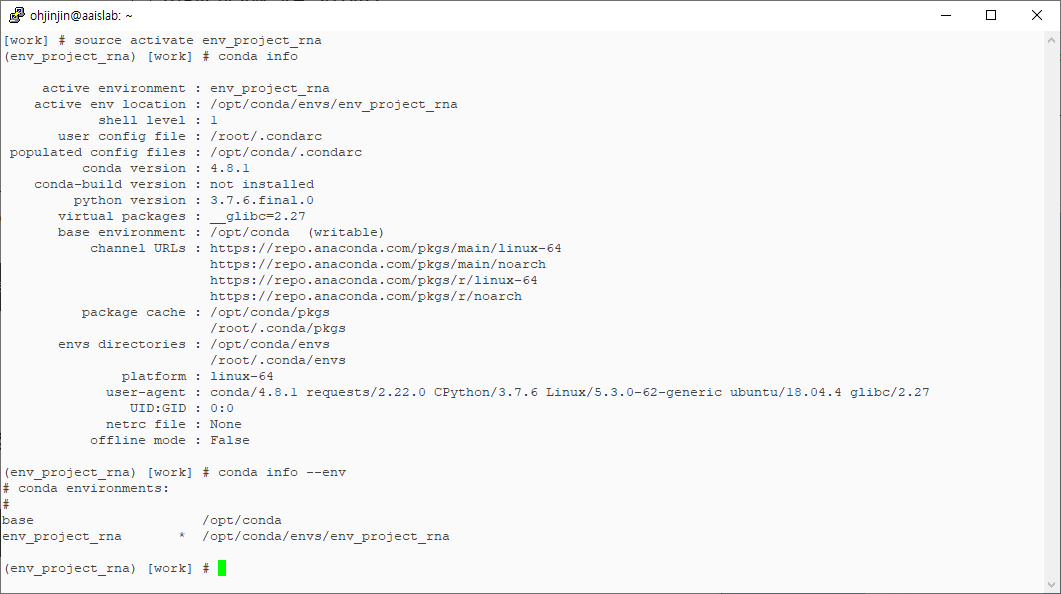 ohjinjin@aaislab: ~
[work] # source activate env_project_rna
(env_project_rna) [work] # conda info
active environment : env_project_rna
active env location : /opt/conda/envs/env_project_rna
shell level : 1
user config file : /root/.condarc
populated config files : /opt/conda/.condarc
conda version : 4.8.1
conda-build version : not installed
python version : 3.7.6.final.0
virtual packages : __glibc=2.27
base environment : /opt/conda  (writable)
channel URLs : https://repo.anaconda.com/pkgs/main/linux-64
https://repo.anaconda.com/pkgs/main/noarch
https://repo.anaconda.com/pkgs/r/linux-64
https://repo.anaconda.com/pkgs/r/noarch
package cache : /opt/conda/pkgs
/root/.conda/pkgs
envs directories : /opt/conda/envs
/root/.conda/envs
platform : linux-64
user-agent : conda/4.8.1 requests/2.22.0 CPython/3.7.6 Linux/5.3.0-62-generic ubuntu/18.04.4 glibc/2.27
UID:GID : 0:0
netrc file : None
offline mode : False
(env_project_rna) [work] # conda info --env
# conda environments:
#
base                     /opt/conda
env_project_rna       *  /opt/conda/envs/env_project_rna
(env_project_rna) [work] #